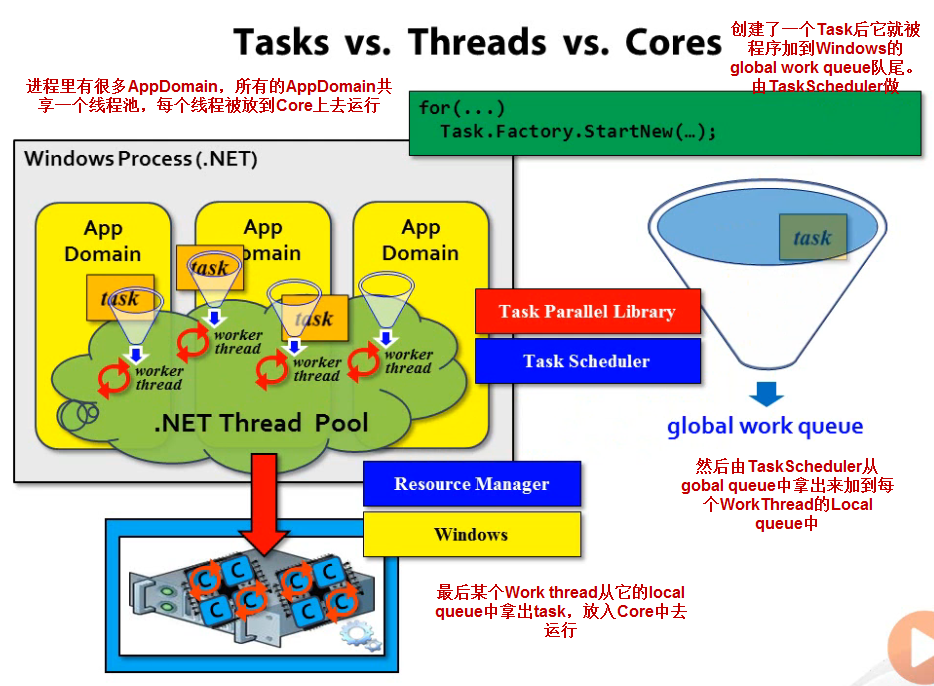 Tasks vs. Threads vs. Cores
创建了一个Task后它就被
程序加到Windows的
global work queue队尾。
由TaskScheduler做
进程里有很多AppDomain，所有的AppDomain共
享一个线程池，每个线程被放到Core上去运行
for(...)
Task.Factory.StartNew(…);
Windows Process (.NET)
App
Domain
App
Domain
App
Domain
task
task
task
task
worker
thread
worker
thread
worker
thread
worker
thread
.NET Thread Pool
Task Parallel Library
Task Scheduler
global work queue
然后由TaskScheduler从
gobal queue中拿出来加到每
个WorkThread的Local
queue中
Resource Manager
Windows
C
C
C
C
C
C
C
C
最后某个Work thread从它的local
queue中拿出task，放入Core中去
运行